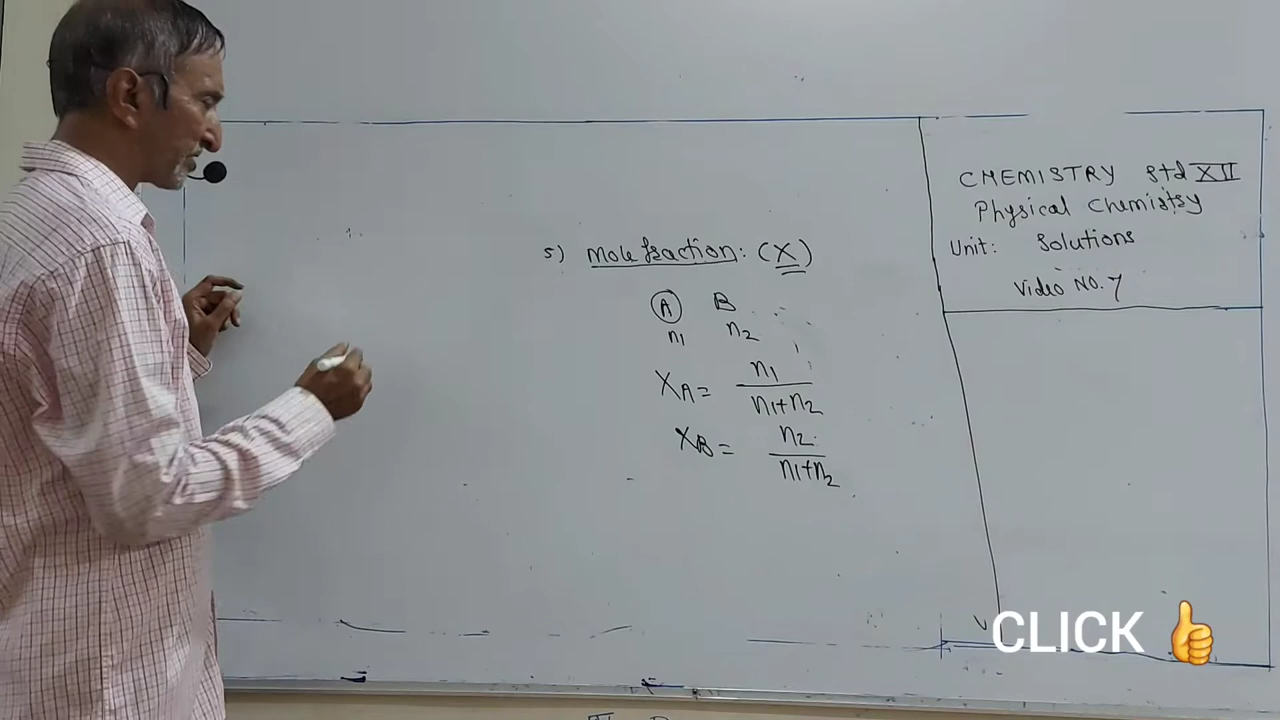 CHEMISTRY std XII
Physical Chemistry
Unit: Solutions
Video NO. 7
5) Mole fraction: (X)
A B
n1 n2
XA = n1 / n1+n2
XB = n2 / n1+n2
CLICK 👍